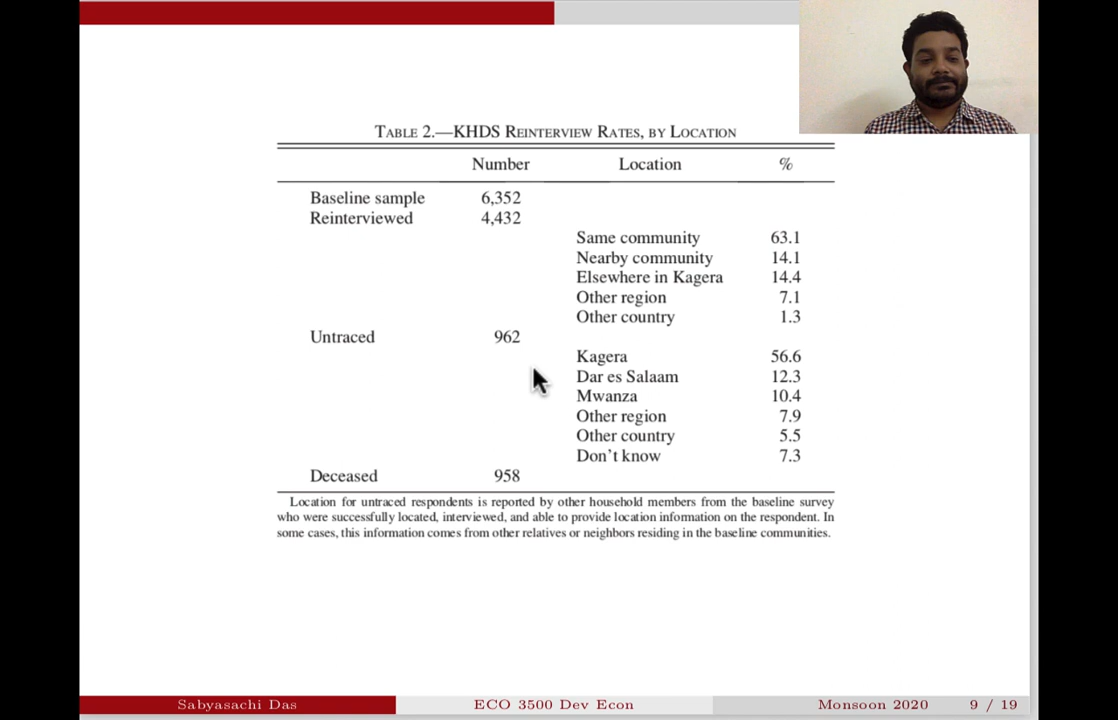 TABLE 2.—KHDS REINTERVIEW RATES, BY LOCATION
Number Location %
Baseline sample 6,352
Reinterviewed 4,432
Same community 63.1
Nearby community 14.1
Elsewhere in Kagera 14.4
Other region 7.1
Other country 1.3
Untraced 962
Kagera 56.6
Dar es Salaam 12.3
Mwanza 10.4
Other region 7.9
Other country 5.5
Don't know 7.3
Deceased 958
Location for untraced respondents is reported by other household members from the baseline survey
who were successfully located, interviewed, and able to provide location information on the respondent. In
some cases, this information comes from other relatives or neighbors residing in the baseline communities.
Sabyasachi Das ECO 3500 Dev Econ Monsoon 2020 9 / 19